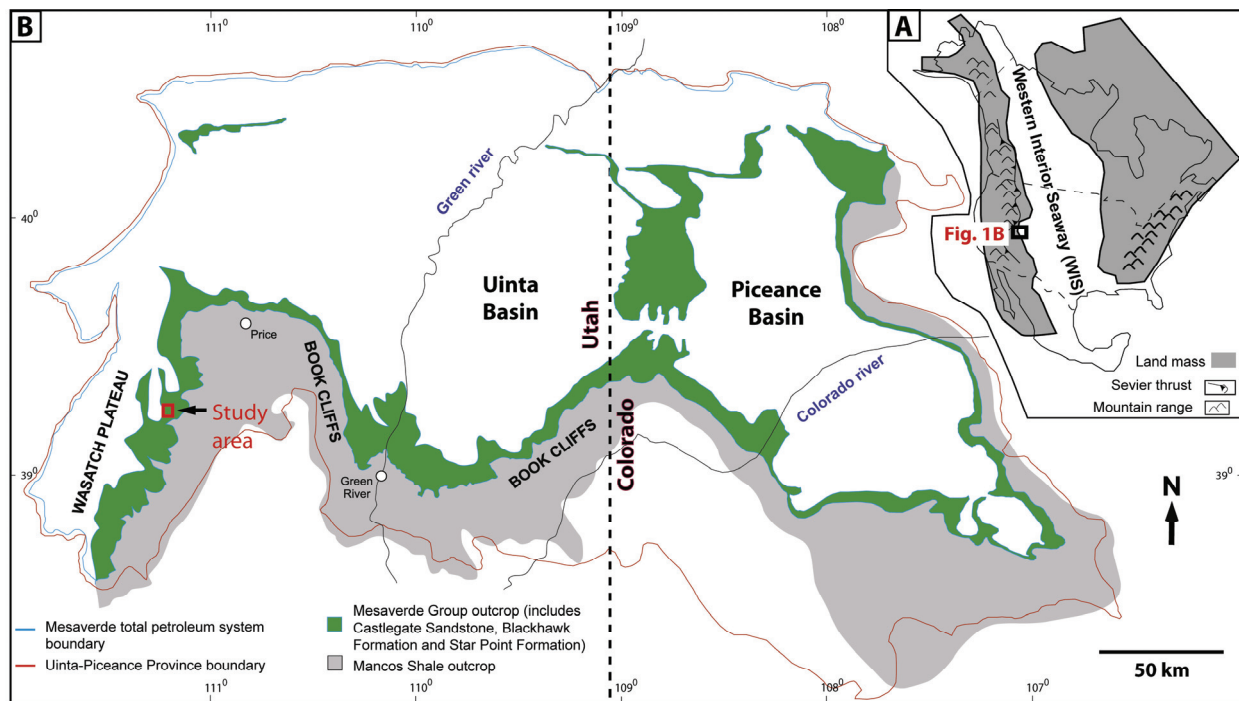 B
111⁰
110⁰
109⁰
108⁰
A
Western Interior Seaway (WIS)
Fig. 1B
Land mass
Sevier thrust
Mountain range
Green river
40⁰
40⁰
Uinta
Basin
Utah
Piceance
Basin
Price
BOOK CLIFFS
WASATCH PLATEAU
Study
area
Colorado river
BOOK CLIFFS
Colorado
Green
River
39⁰
39⁰
N
Mesaverde total petroleum system
boundary
Uinta-Piceance Province boundary
Mesaverde Group outcrop (includes
Castlegate Sandstone, Blackhawk
Formation and Star Point Formation)
Mancos Shale outcrop
50 km
111⁰
110⁰
109⁰
108⁰
107⁰